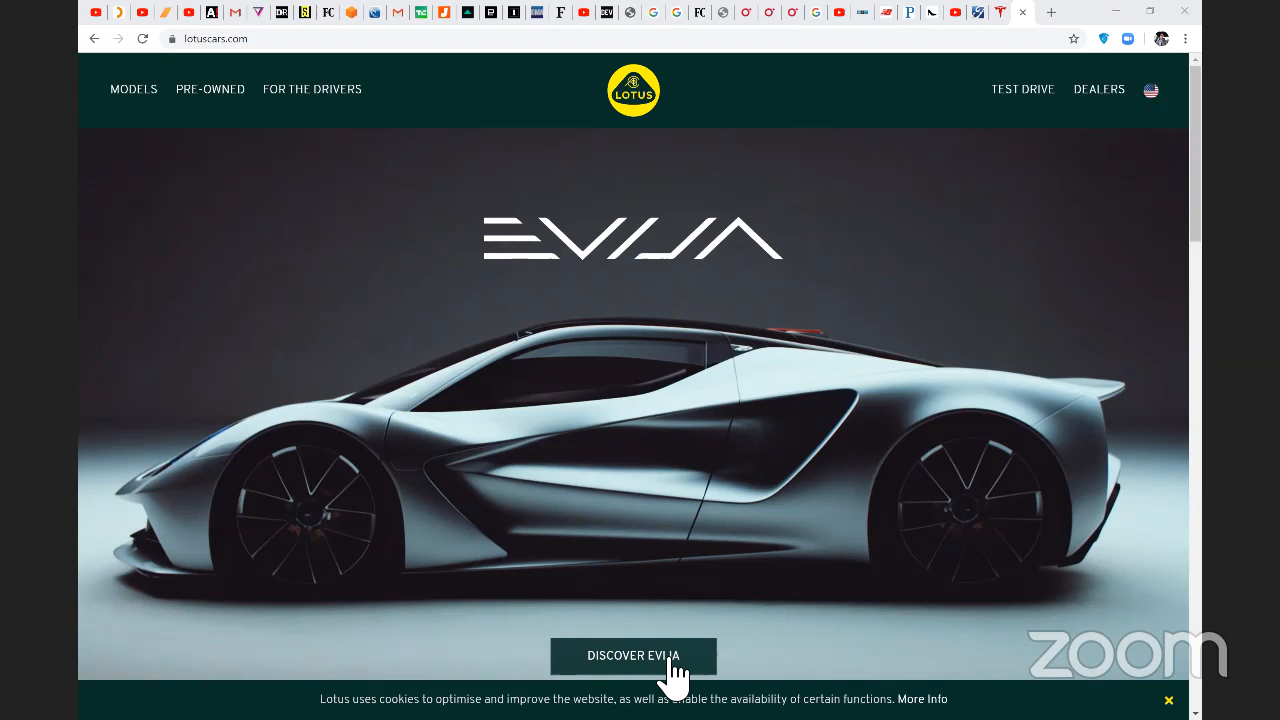 lotuscars.com
MODELS PRE-OWNED FOR THE DRIVERS
LOTUS
TEST DRIVE DEALERS
EVIJA
DISCOVER EVIJA
zoom
Lotus uses cookies to optimise and improve the website, as well as enable the availability of certain functions. More Info